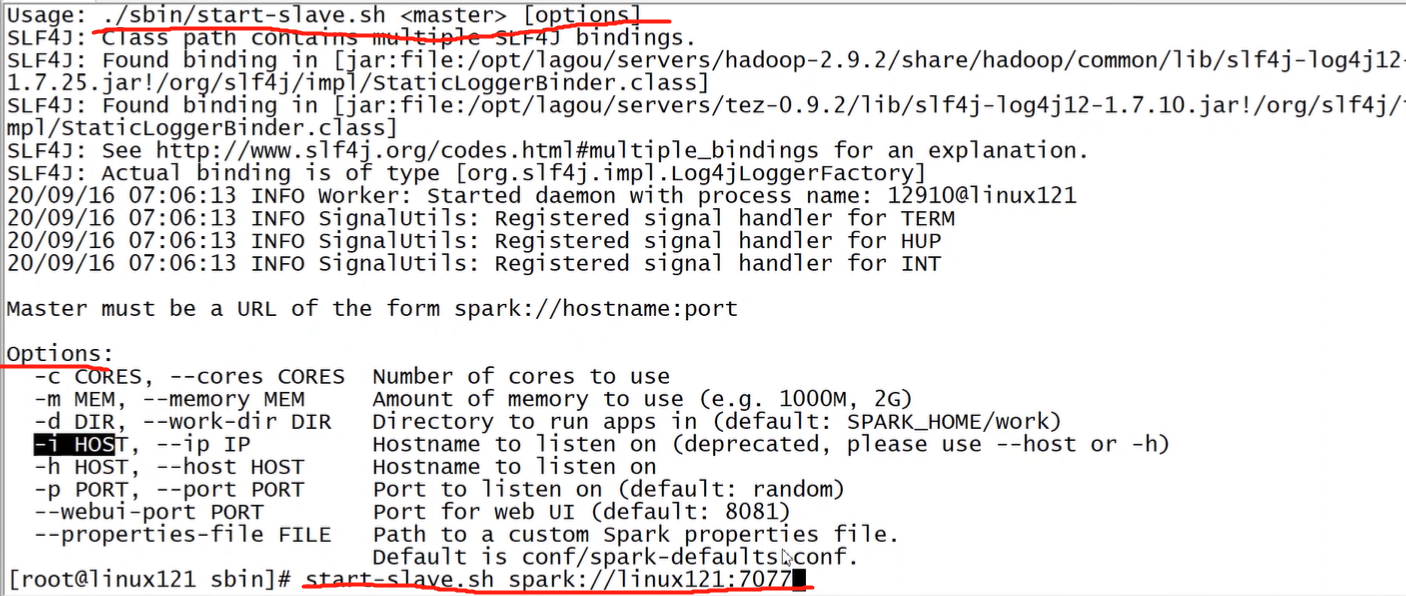 Usage: ./sbin/start-slave.sh <master> [options]
SLF4J: Class path contains multiple SLF4J bindings.
SLF4J: Found binding in [jar:file:/opt/lagou/servers/hadoop-2.9.2/share/hadoop/common/lib/slf4j-log4j12-
1.7.25.jar!/org/slf4j/impl/StaticLoggerBinder.class]
SLF4J: Found binding in [jar:file:/opt/lagou/servers/tez-0.9.2/lib/slf4j-log4j12-1.7.10.jar!/org/slf4j/
mpl/StaticLoggerBinder.class]
SLF4J: See http://www.slf4j.org/codes.html#multiple_bindings for an explanation.
SLF4J: Actual binding is of type [org.slf4j.impl.Log4jLoggerFactory]
20/09/16 07:06:13 INFO Worker: Started daemon with process name: 12910@linux121
20/09/16 07:06:13 INFO SignalUtils: Registered signal handler for TERM
20/09/16 07:06:13 INFO SignalUtils: Registered signal handler for HUP
20/09/16 07:06:13 INFO SignalUtils: Registered signal handler for INT
Master must be a URL of the form spark://hostname:port
Options:
-c CORES, --cores CORES Number of cores to use
-m MEM, --memory MEM Amount of memory to use (e.g. 1000M, 2G)
-d DIR, --work-dir DIR Directory to run apps in (default: SPARK_HOME/work)
-i HOST, --ip IP Hostname to listen on (deprecated, please use --host or -h)
-h HOST, --host HOST Hostname to listen on
-p PORT, --port PORT Port to listen on (default: random)
--webui-port PORT Port for web UI (default: 8081)
--properties-file FILE Path to a custom Spark properties file.
Default is conf/spark-defaults.conf.
[root@linux121 sbin]# start-slave.sh spark://linux121:7077